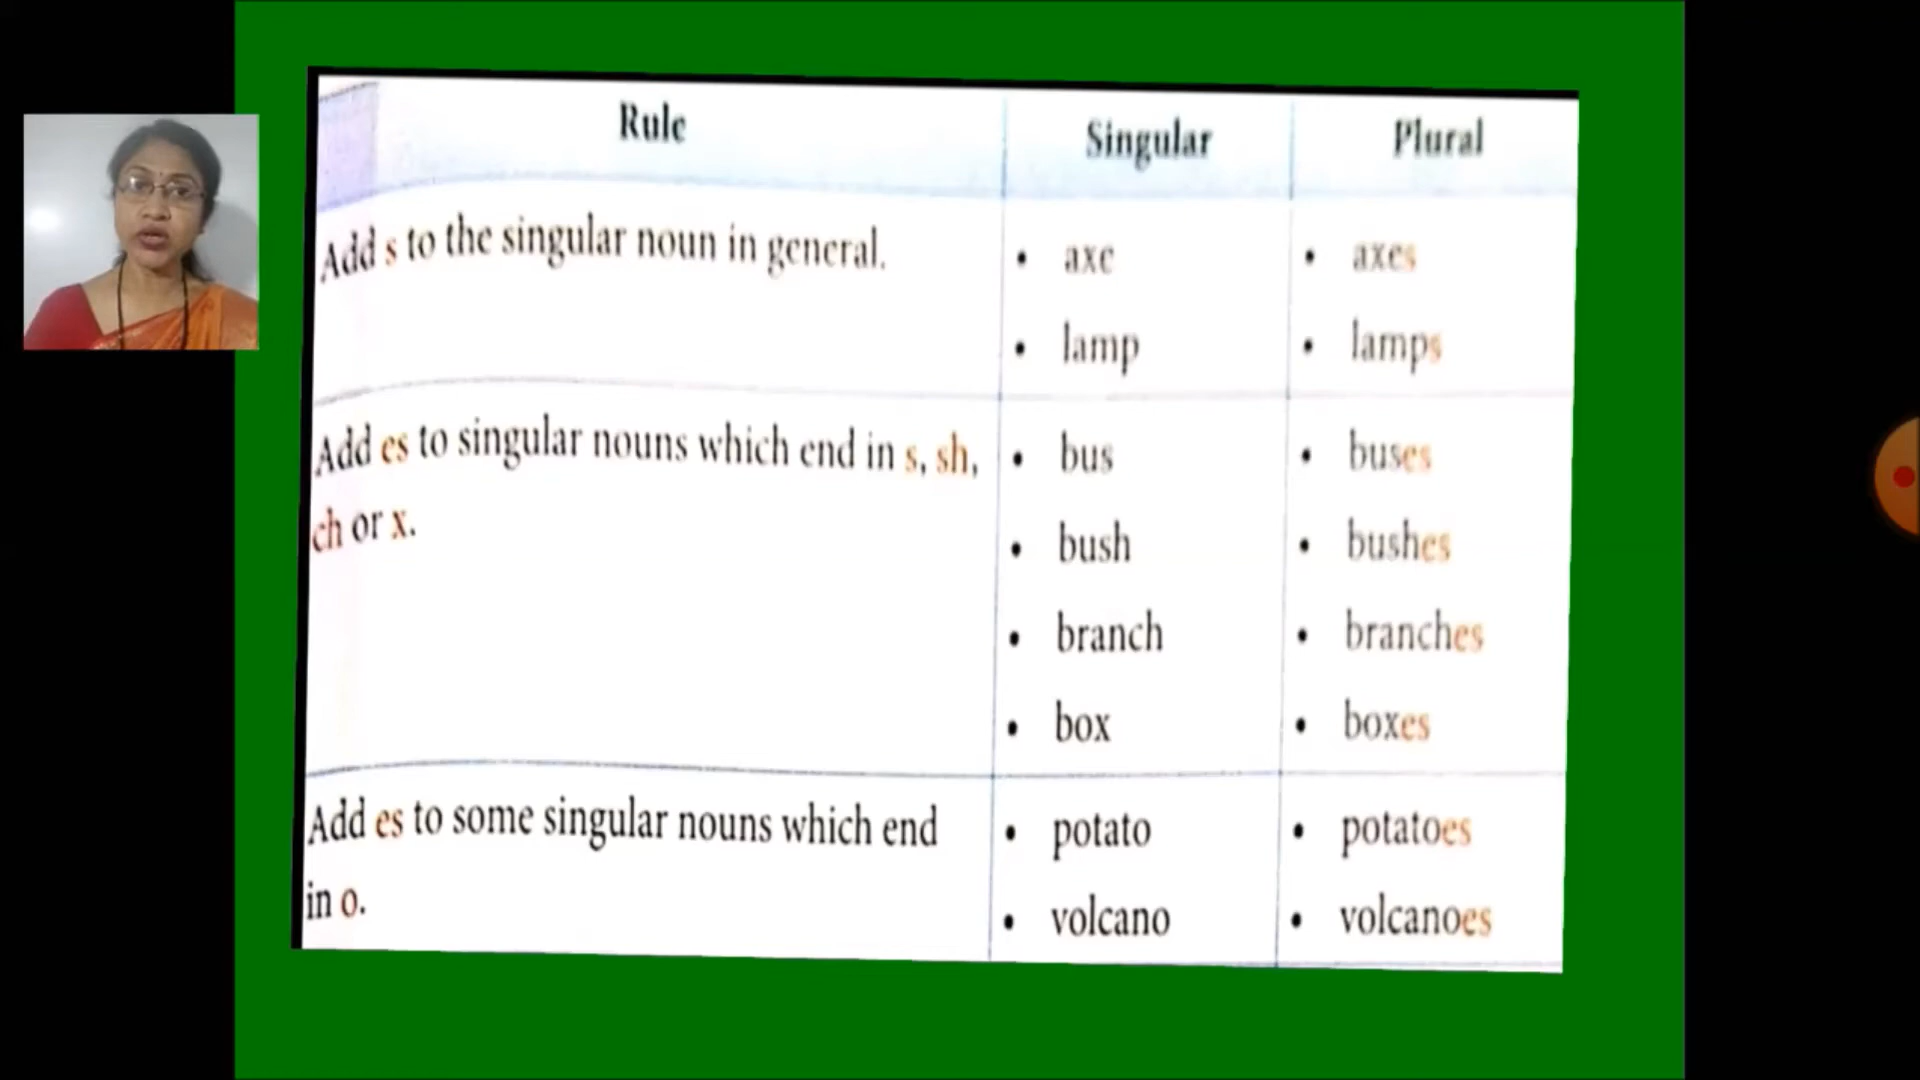 Rule Singular Plural
Add s to the singular noun in general. • axe • axes
• lamp • lamps
Add es to singular nouns which end in s, sh, • bus • buses
ch or x.
• bush • bushes
• branch • branches
• box • boxes
Add es to some singular nouns which end • potato • potatoes
in o.
• volcano • volcanoes